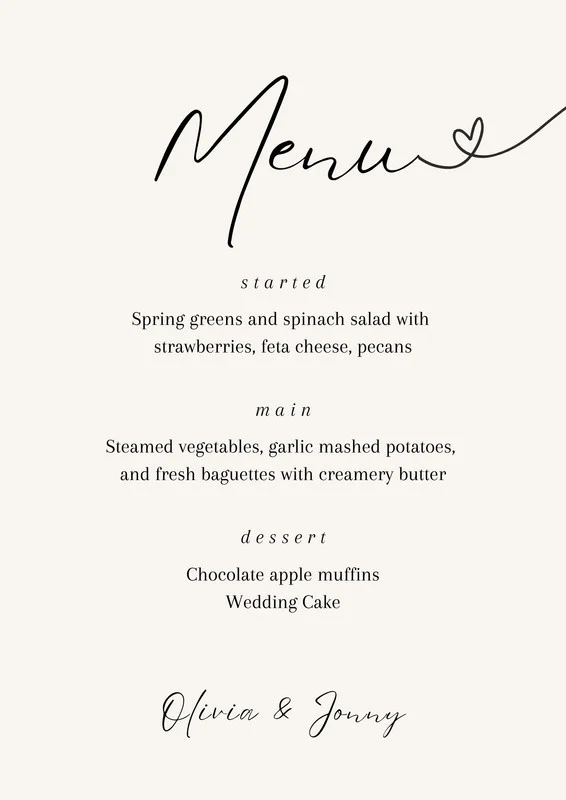 Menu
started
Spring greens and spinach salad with
strawberries, feta cheese, pecans
main
Steamed vegetables, garlic mashed potatoes,
and fresh baguettes with creamery butter
dessert
Chocolate apple muffins
Wedding Cake
Olivia & Jonny